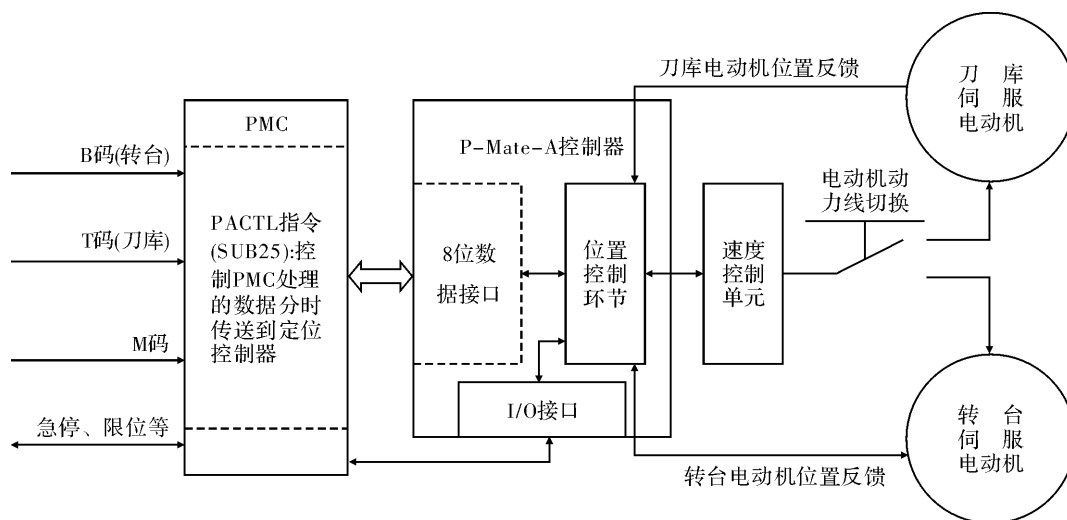 PMC
B码(转台)
T码(刀库)
M码
急停、限位等
PACTL指令
(SUB25):控
制PMC处理
的数据分时
传送到定位
控制器
P-Mate-A控制器
8位数
据接口
位置
控制
环节
I/O接口
速度
控制
单元
刀库电动机位置反馈
电动机动
力线切换
刀库
伺服
电动机
转台电动机位置反馈
转台
伺服
电动机